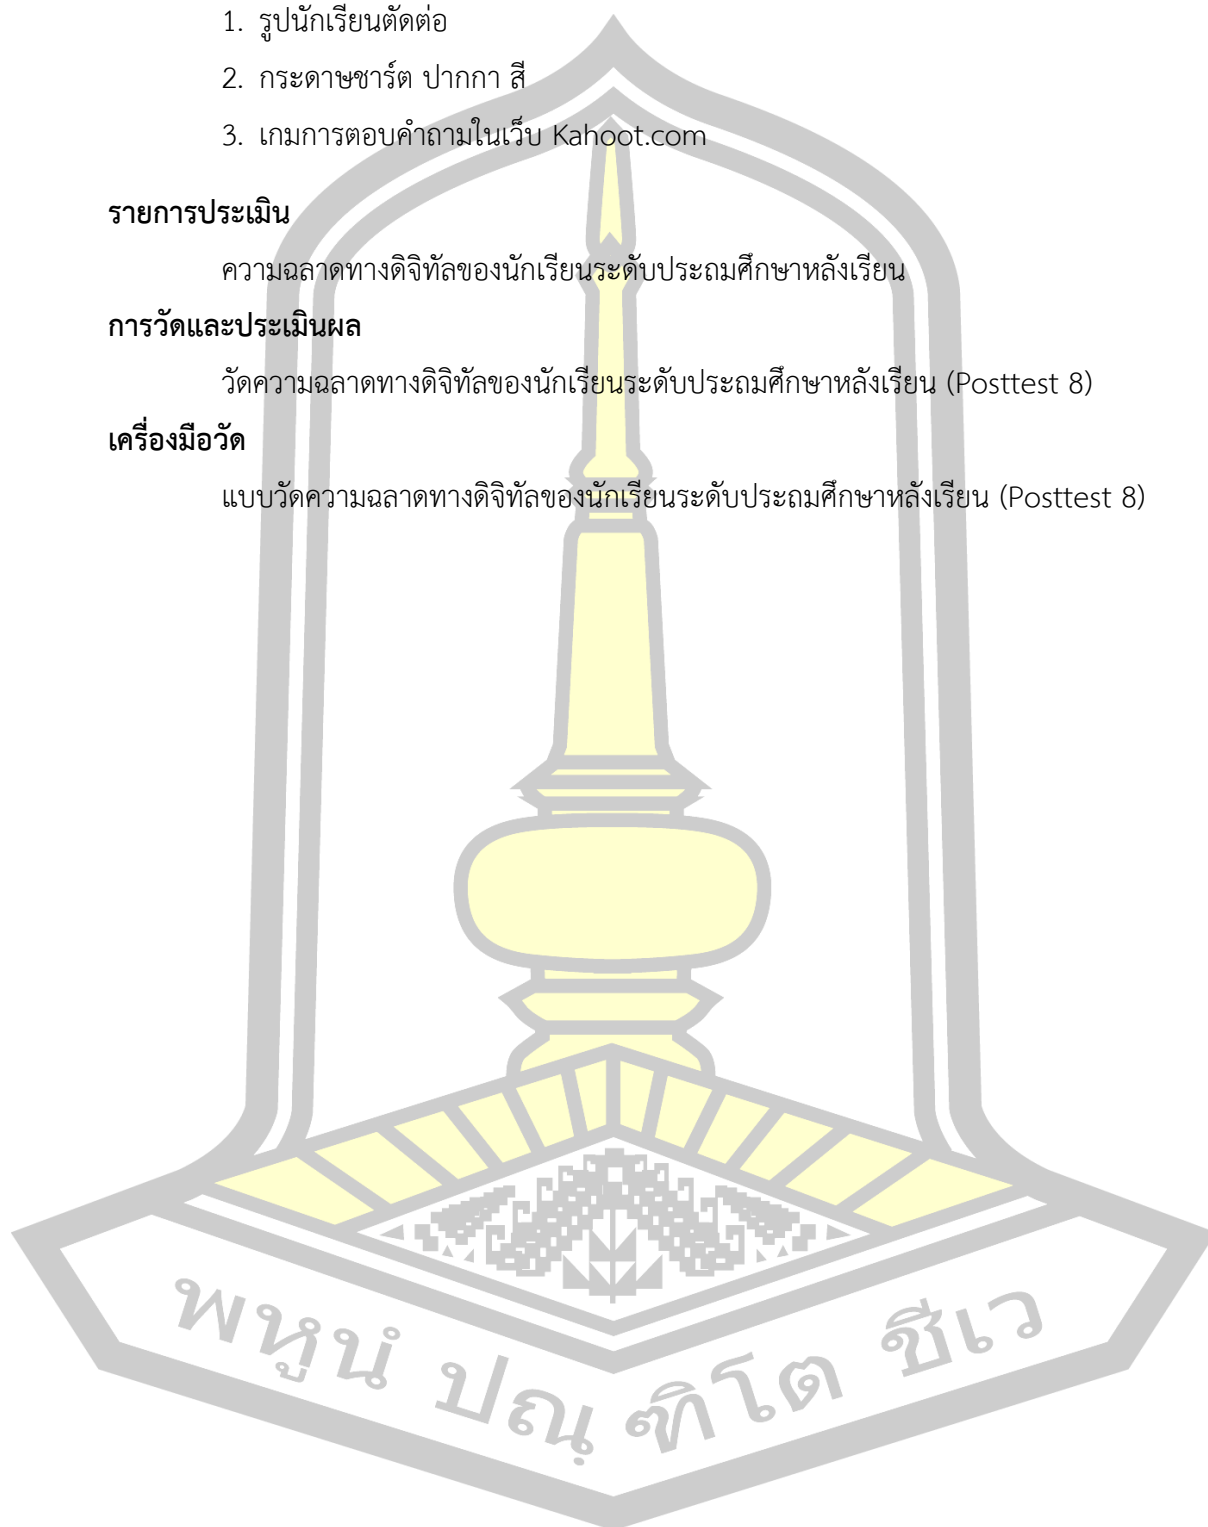 1. รูปนักเรียนตัดต่อ
2. กระดาษชาร์ต ปากกา สี
3. เกมการตอบคำถามในเว็บ Kahoot.com
รายการประเมิน
ความฉลาดทางดิจิทัลของนักเรียนระดับประถมศึกษาหลังเรียน
การวัดและประเมินผล
วัดความฉลาดทางดิจิทัลของนักเรียนระดับประถมศึกษาหลังเรียน (Posttest 8)
เครื่องมือวัด
แบบวัดความฉลาดทางดิจิทัลของนักเรียนระดับประถมศึกษาหลังเรียน (Posttest 8)
พหูนํ ปณฺฑิโต ชีเว